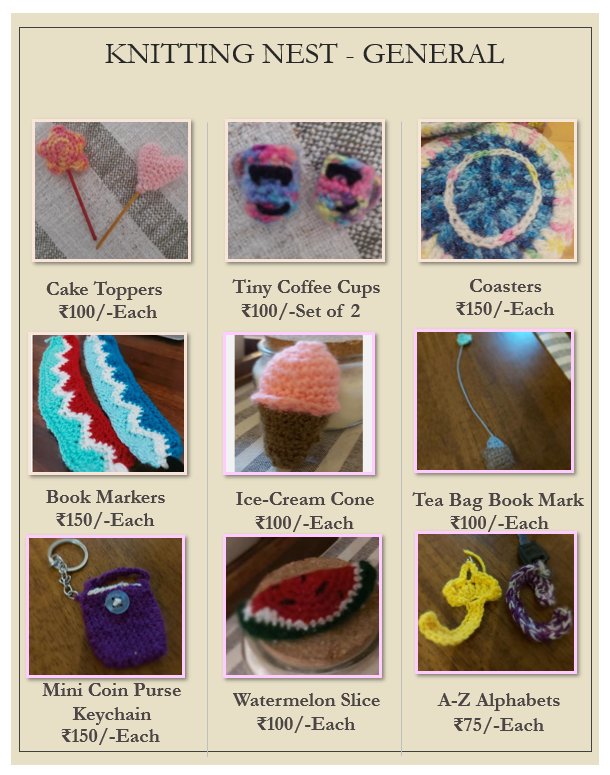 KNITTING NEST - GENERAL
Cake Toppers
₹100/-Each
Tiny Coffee Cups
₹100/-Set of 2
Coasters
₹150/-Each
Book Markers
₹150/-Each
Ice-Cream Cone
₹100/-Each
Tea Bag Book Mark
₹100/-Each
Mini Coin Purse
Keychain
₹150/-Each
Watermelon Slice
₹100/-Each
A-Z Alphabets
₹75/-Each